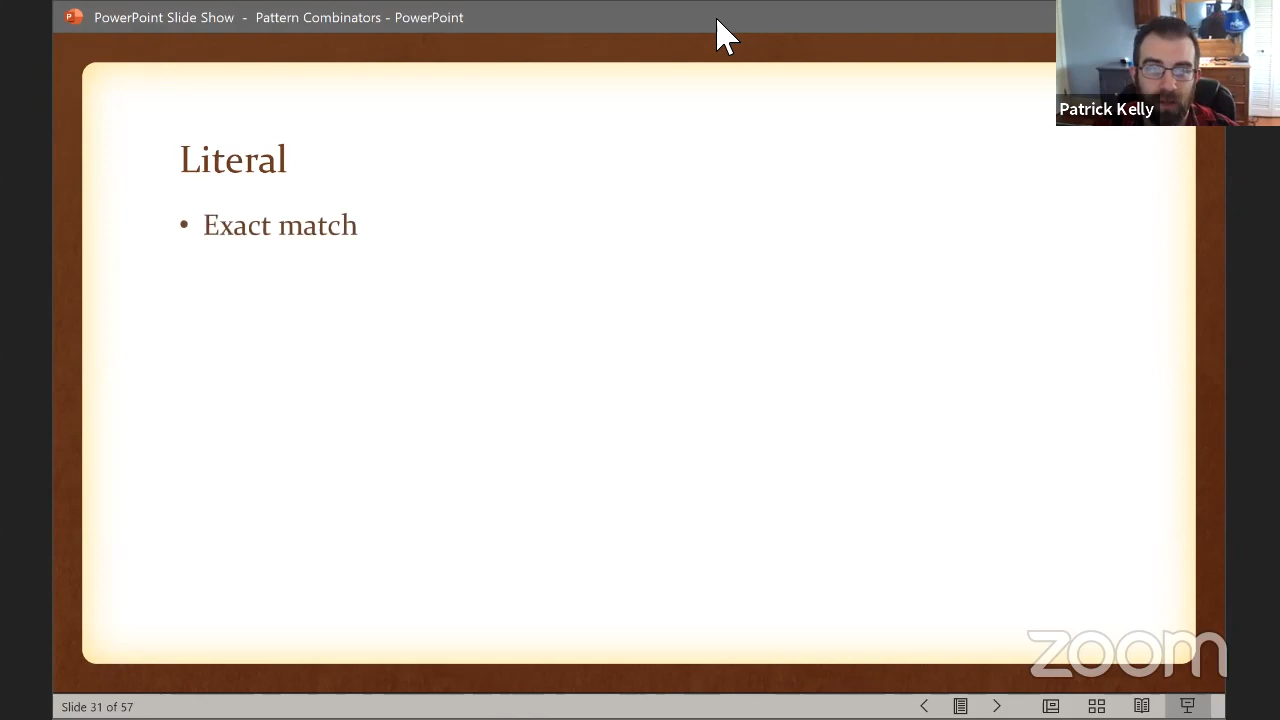 PowerPoint Slide Show - Pattern Combinators - PowerPoint
Patrick Kelly
Literal
• Exact match
zoom
Slide 31 of 57